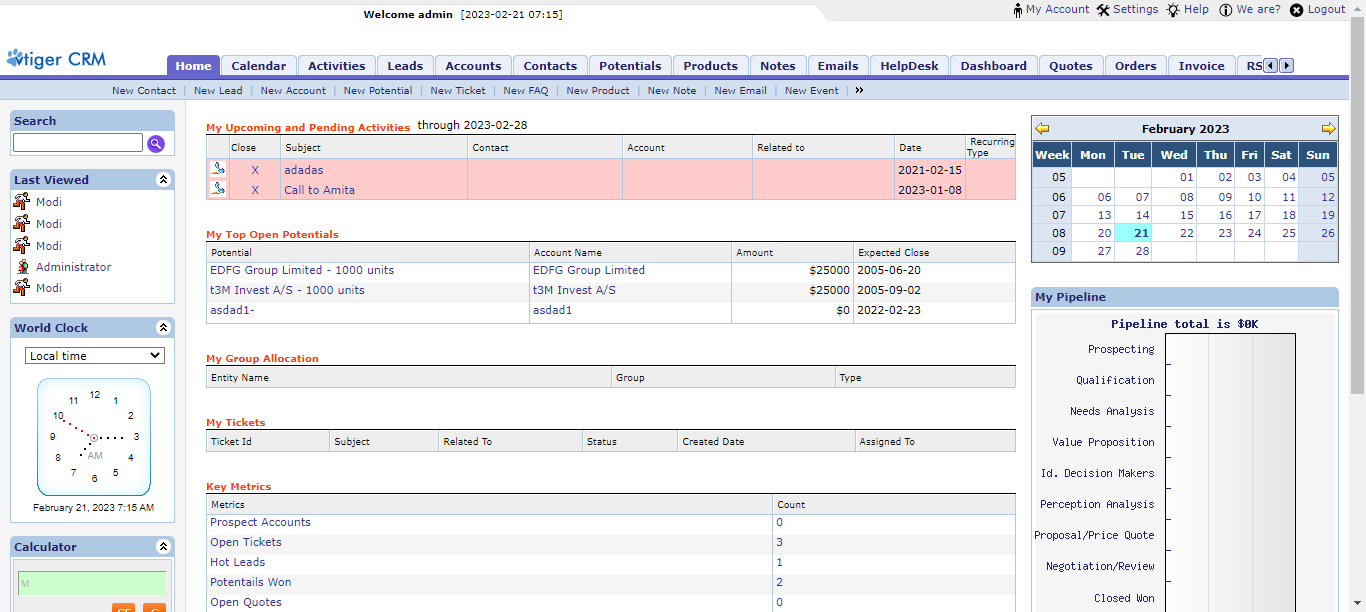 Welcome admin [2023-02-21 07:15]
My Account Settings Help We are? Logout
vtiger CRM
Home Calendar Activities Leads Accounts Contacts Potentials Products Notes Emails HelpDesk Dashboard Quotes Orders Invoice RS
New Contact | New Lead | New Account | New Potential | New Ticket | New FAQ | New Product | New Note | New Email | New Event | »
Search
Last Viewed
Modi
Modi
Modi
Administrator
Modi
World Clock
Local time
12
11 1
10 2
9 3
AM
8 4
7 5
6
February 21, 2023 7:15 AM
Calculator
M
CE C
My Upcoming and Pending Activities through 2023-02-28
Close Subject Contact Account Related to Date Recurring Type
X adadas 2021-02-15
X Call to Amita 2023-01-08
My Top Open Potentials
Potential Account Name Amount Expected Close
EDFG Group Limited - 1000 units EDFG Group Limited $25000 2005-06-20
t3M Invest A/S - 1000 units t3M Invest A/S $25000 2005-09-02
asdad1- asdad1 $0 2022-02-23
My Group Allocation
Entity Name Group Type
My Tickets
Ticket Id Subject Related To Status Created Date Assigned To
Key Metrics
Metrics Count
Prospect Accounts 0
Open Tickets 3
Hot Leads 1
Potentails Won 2
Open Quotes 0
February 2023
Week Mon Tue Wed Thu Fri Sat Sun
05 01 02 03 04 05
06 06 07 08 09 10 11 12
07 13 14 15 16 17 18 19
08 20 21 22 23 24 25 26
09 27 28
My Pipeline
Pipeline total is $0K
Prospecting
Qualification
Needs Analysis
Value Proposition
Id. Decision Makers
Perception Analysis
Proposal/Price Quote
Negotiation/Review
Closed Won